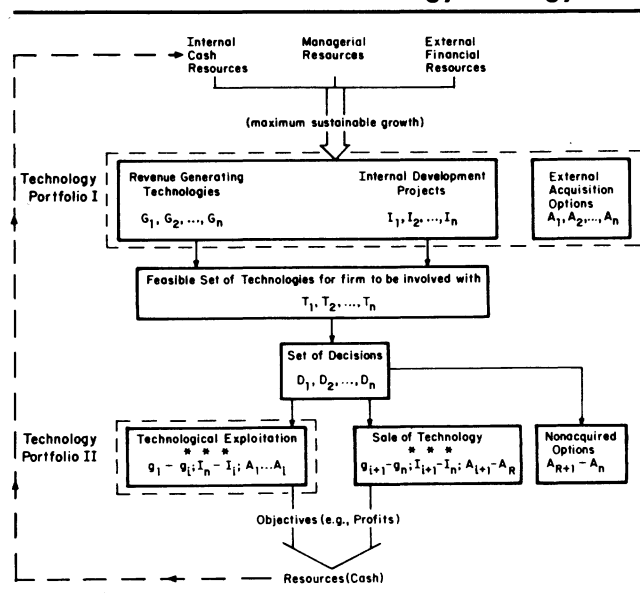 Internal Cash Resources
Managerial Resources
External Financial Resources
(maximum sustainable growth)
Technology Portfolio I
Revenue Generating Technologies
G₁, G₂, ..., Gₙ
Internal Development Projects
I₁, I₂, ..., Iₙ
External Acquisition Options
A₁, A₂, ..., Aₙ
Feasible Set of Technologies for firm to be involved with
T₁, T₂, ..., Tₙ
Set of Decisions
D₁, D₂, ..., Dₙ
Technology Portfolio II
Technological Exploitation
* * *
g₁ - gᵢ; Iₙ - Iᵢ; A₁...Aᵢ
Sale of Technology
* * *
gᵢ₊₁-gₙ; Iᵢ₊₁-Iₙ; Aᵢ₊₁-A_R
Nonacquired Options
A_R₊₁ - Aₙ
Objectives (e.g., Profits)
Resources (Cash)